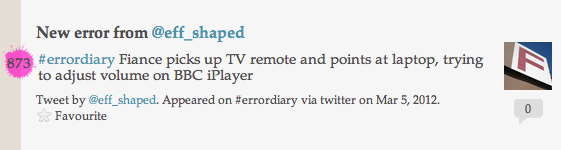 New error from @eff_shaped
873
#errordiary Fiance picks up TV remote and points at laptop, trying
to adjust volume on BBC iPlayer
F
Tweet by @eff_shaped. Appeared on #errordiary via twitter on Mar 5, 2012.
0
Favourite